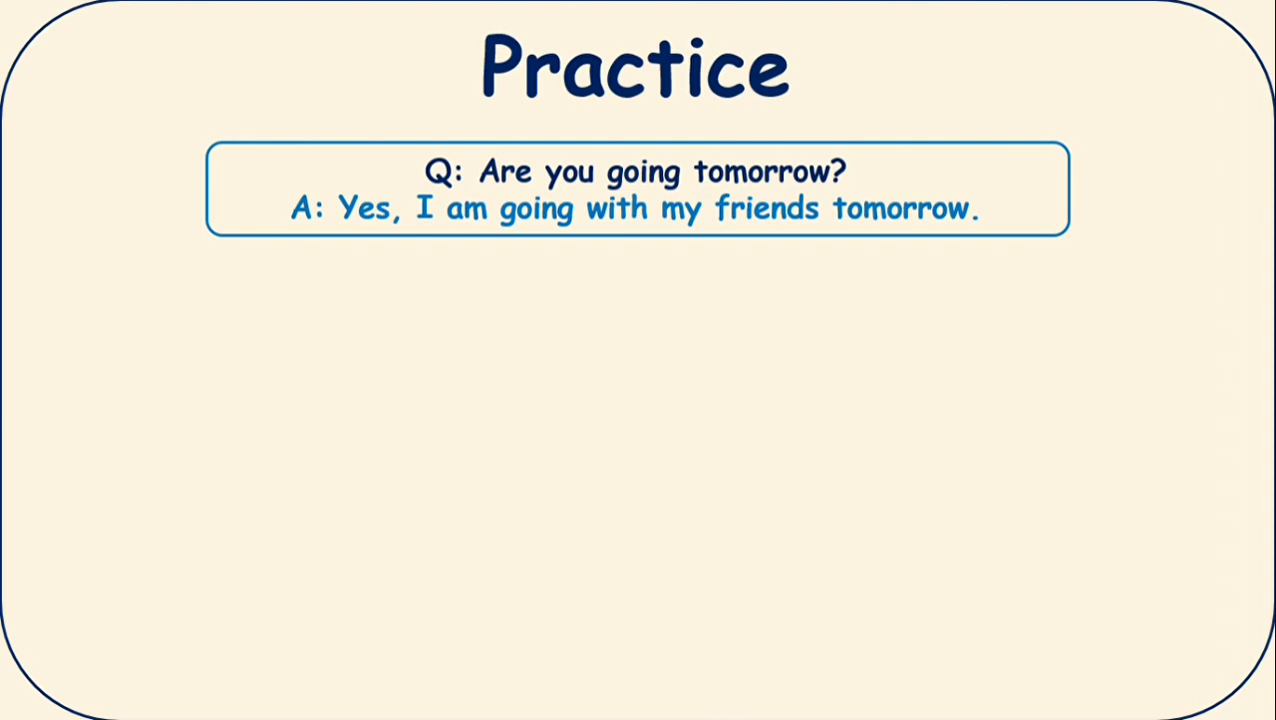 Practice
Q: Are you going tomorrow?
A: Yes, I am going with my friends tomorrow.